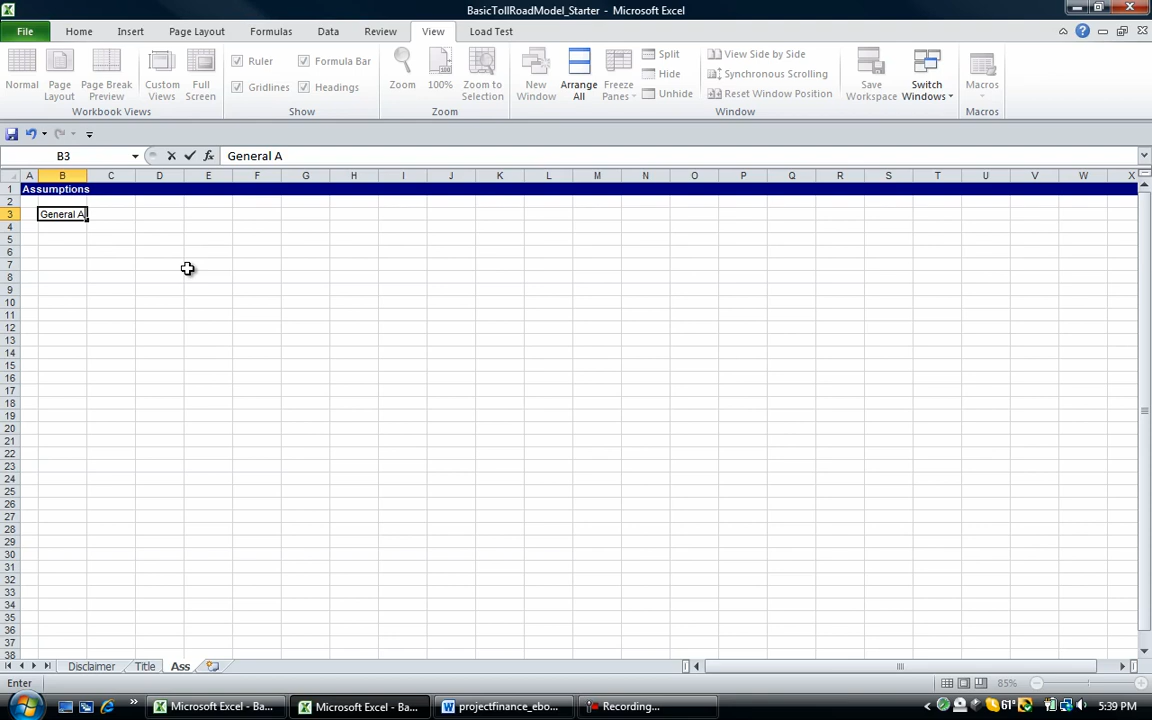 BasicTollRoadModel_Starter - Microsoft Excel
File Home Insert Page Layout Formulas Data Review View Load Test
Normal Page Layout Page Break Preview Custom Views Full Screen
Workbook Views
Ruler Formula Bar
Gridlines Headings
Show
Zoom 100% Zoom to Selection
Zoom
New Window Arrange All Freeze Panes
Split
Hide
Unhide
View Side by Side
Synchronous Scrolling
Reset Window Position
Save Workspace Switch Windows
Window
Macros
Macros
B3 fx General A
A B C D E F G H I J K L M N O P Q R S T U V W X
1 Assumptions
2
3 General A
4
5
6
7
8
9
10
11
12
13
14
15
16
17
18
19
20
21
22
23
24
25
26
27
28
29
30
31
32
33
34
35
36
37
38
Disclaimer Title Ass
Enter 85%
Microsoft Excel - Ba... Microsoft Excel - Ba... projectfinance_ebo... Recording... 61° 5:39 PM